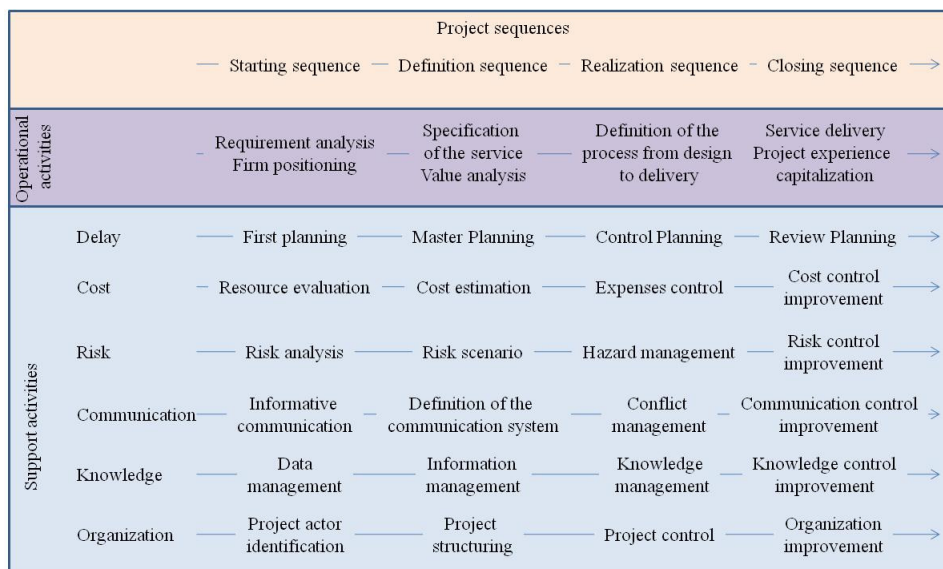 Project sequences
Starting sequence
Definition sequence
Realization sequence
Closing sequence
Operational
activities
Requirement analysis
Firm positioning
Specification
of the service
Value analysis
Definition of the
process from design
to delivery
Service delivery
Project experience
capitalization
Support activities
Delay
First planning
Master Planning
Control Planning
Review Planning
Cost
Resource evaluation
Cost estimation
Expenses control
Cost control
improvement
Risk
Risk analysis
Risk scenario
Hazard management
Risk control
improvement
Communication
Informative
communication
Definition of the
communication system
Conflict
management
Communication control
improvement
Knowledge
Data
management
Information
management
Knowledge
management
Knowledge control
improvement
Organization
Project actor
identification
Project
structuring
Project control
Organization
improvement